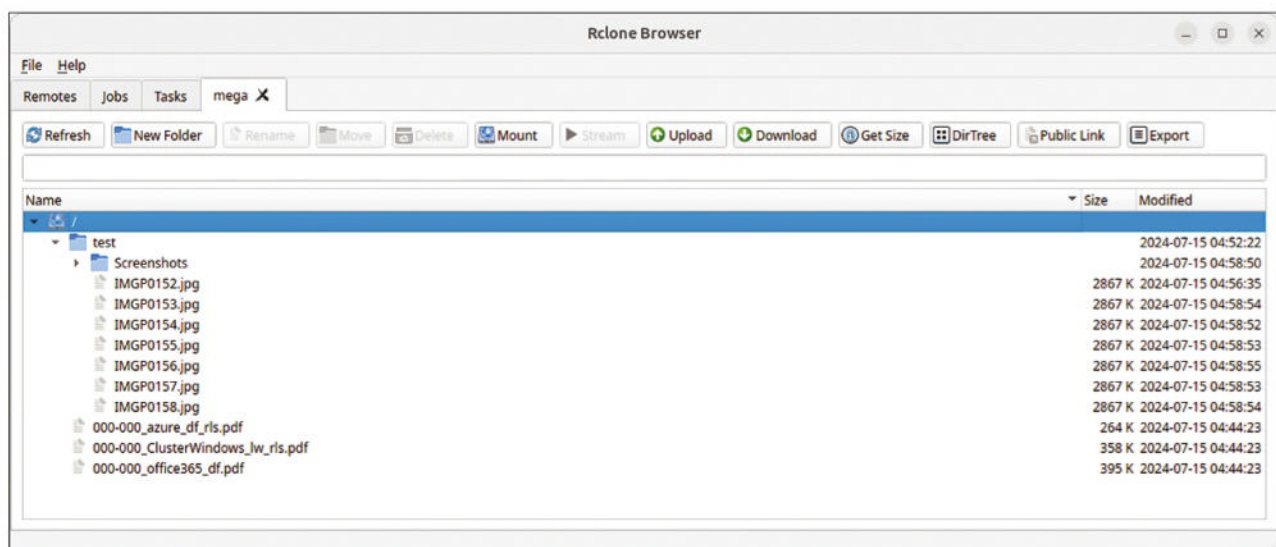 Rclone Browser
File Help
Remotes Jobs Tasks mega
Refresh New Folder Rename Move Delete Mount Stream Upload Download Get Size DirTree Public Link Export
Name Size Modified
/
test 2024-07-15 04:52:22
Screenshots 2024-07-15 04:58:50
IMGP0152.jpg 2867 K 2024-07-15 04:56:35
IMGP0153.jpg 2867 K 2024-07-15 04:58:54
IMGP0154.jpg 2867 K 2024-07-15 04:58:52
IMGP0155.jpg 2867 K 2024-07-15 04:58:53
IMGP0156.jpg 2867 K 2024-07-15 04:58:55
IMGP0157.jpg 2867 K 2024-07-15 04:58:53
IMGP0158.jpg 2867 K 2024-07-15 04:58:54
000-000_azure_df_rls.pdf 264 K 2024-07-15 04:44:23
000-000_ClusterWindows_lw_rls.pdf 358 K 2024-07-15 04:44:23
000-000_office365_df.pdf 395 K 2024-07-15 04:44:23